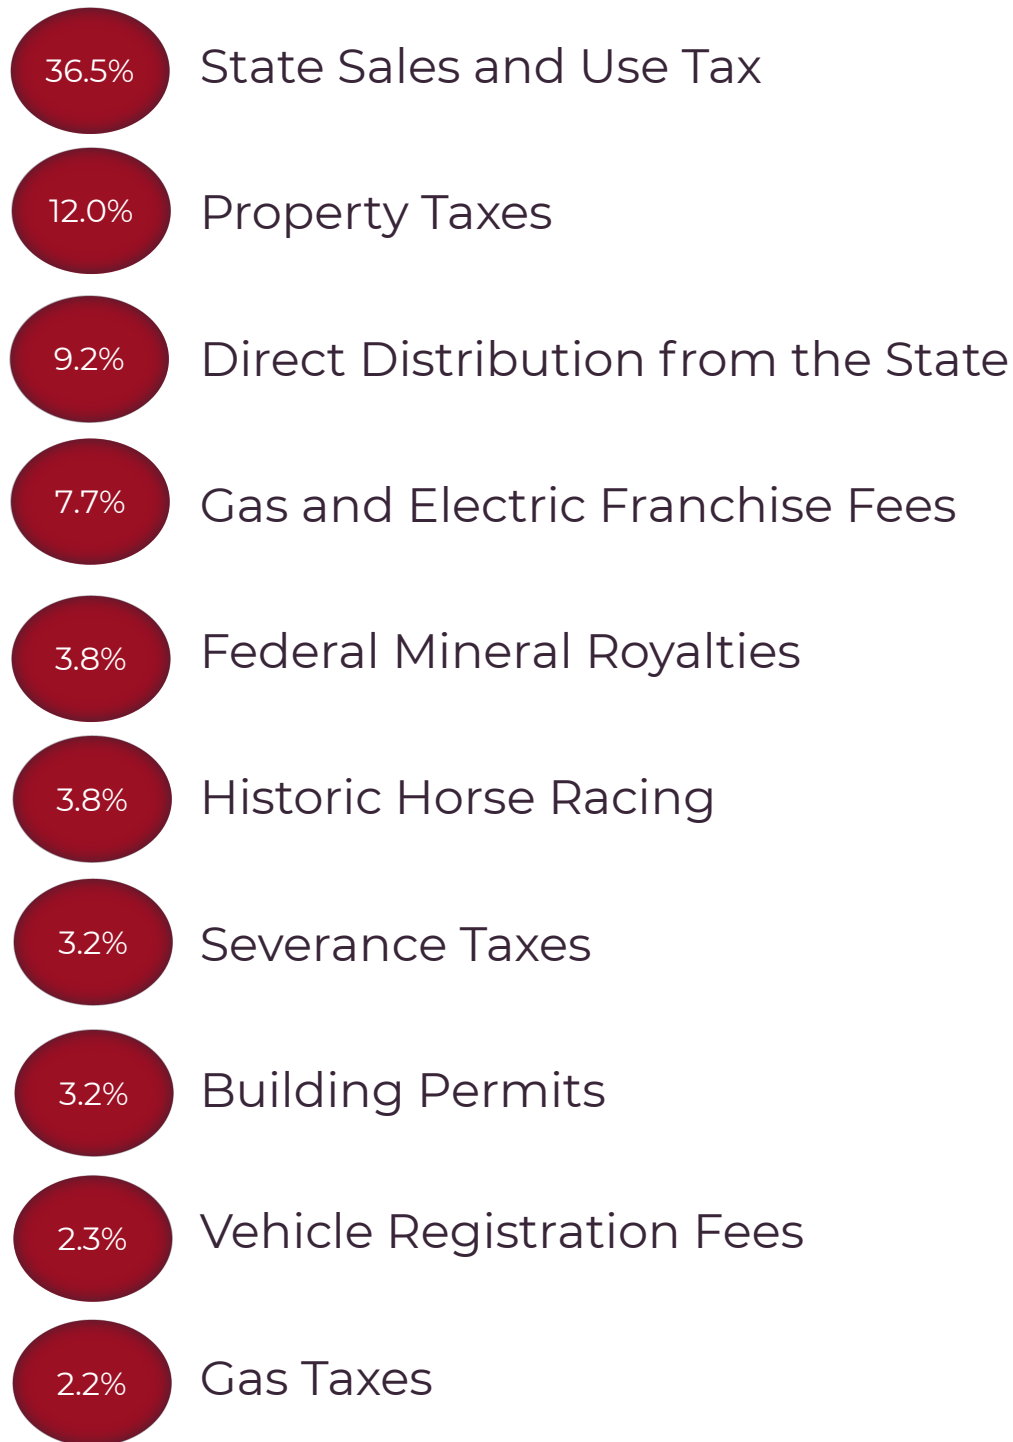 36.5% State Sales and Use Tax
12.0% Property Taxes
9.2% Direct Distribution from the State
7.7% Gas and Electric Franchise Fees
3.8% Federal Mineral Royalties
3.8% Historic Horse Racing
3.2% Severance Taxes
3.2% Building Permits
2.3% Vehicle Registration Fees
2.2% Gas Taxes